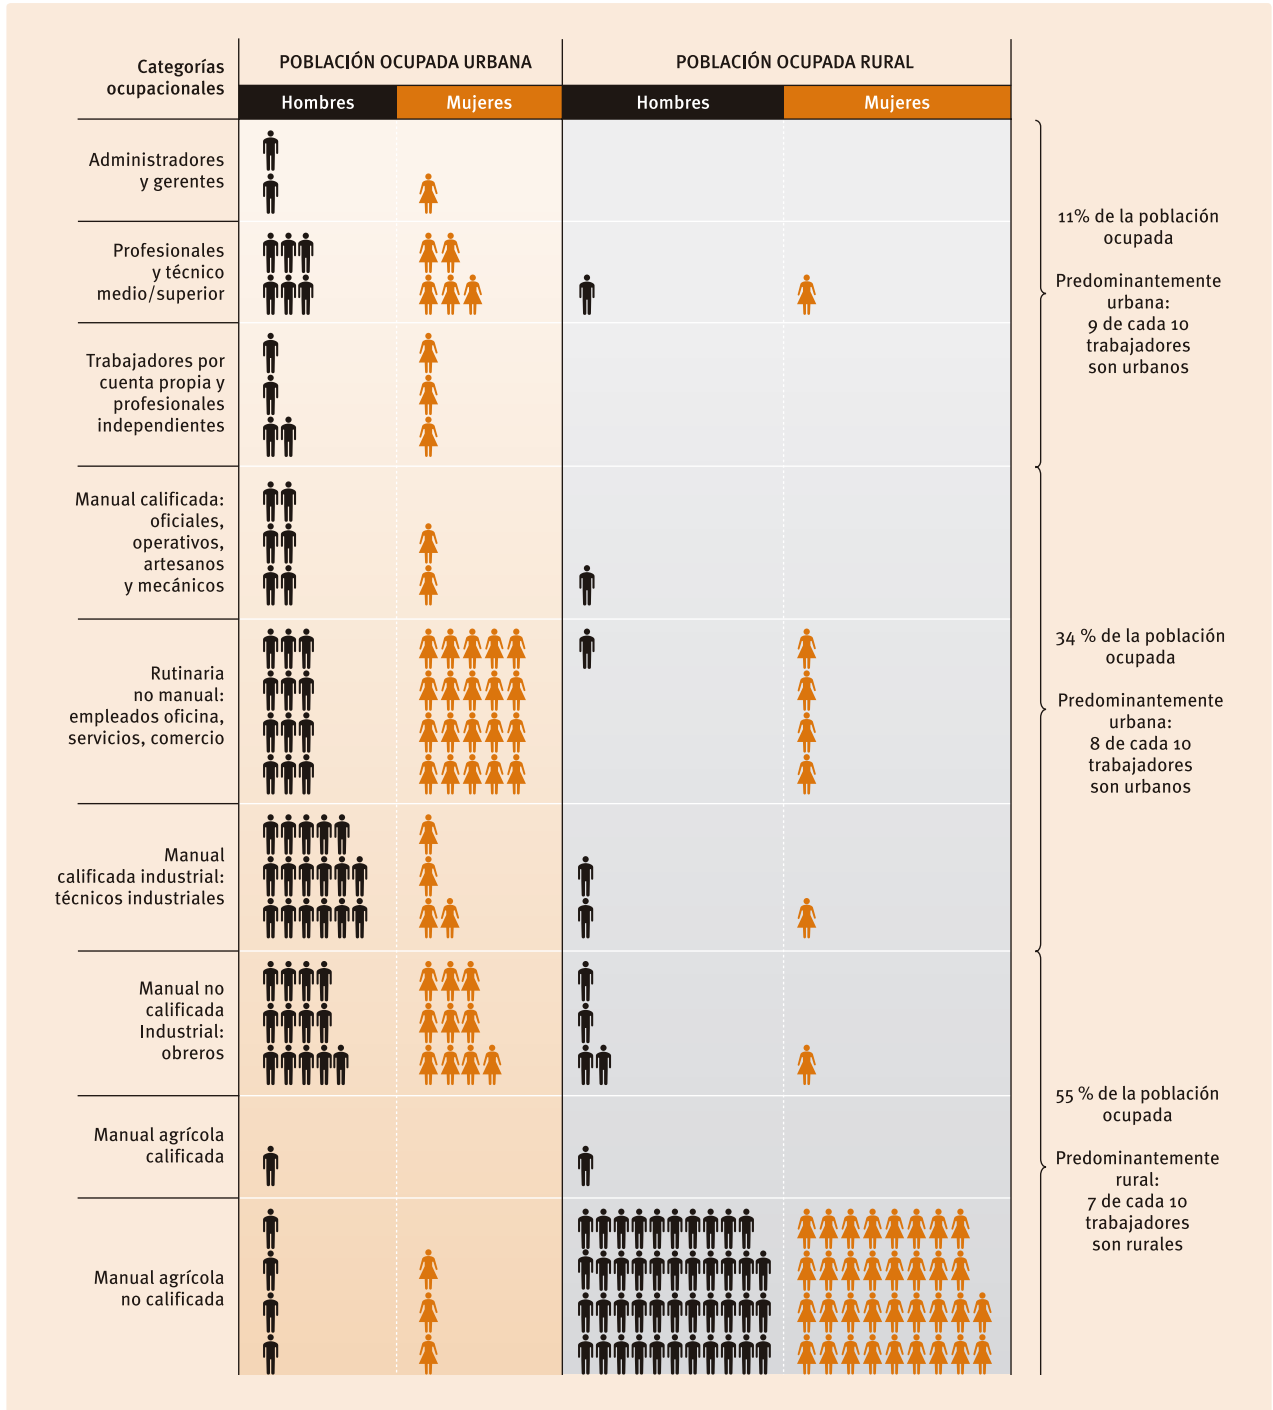 Categorías
ocupacionales
POBLACIÓN OCUPADA URBANA
POBLACIÓN OCUPADA RURAL
Hombres
Mujeres
Hombres
Mujeres
Administradores
y gerentes
Profesionales
y técnico
medio/superior
Trabajadores por
cuenta propia y
profesionales
independientes
11% de la población
ocupada
Predominantemente
urbana:
9 de cada 10
trabajadores
son urbanos
Manual calificada:
oficiales,
operativos,
artesanos
y mecánicos
Rutinaria
no manual:
empleados oficina,
servicios, comercio
Manual
calificada industrial:
técnicos industriales
34 % de la población
ocupada
Predominantemente
urbana:
8 de cada 10
trabajadores
son urbanos
Manual no
calificada
Industrial:
obreros
Manual agrícola
calificada
Manual agrícola
no calificada
55 % de la población
ocupada
Predominantemente
rural:
7 de cada 10
trabajadores
son rurales